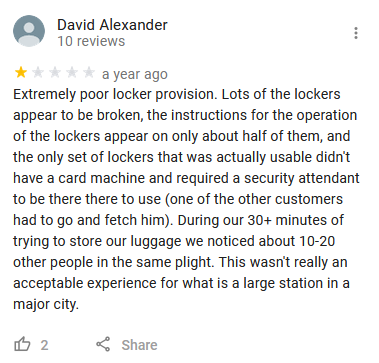 David Alexander
10 reviews
a year ago
Extremely poor locker provision. Lots of the lockers
appear to be broken, the instructions for the operation
of the lockers appear on only about half of them, and
the only set of lockers that was actually usable didn't
have a card machine and required a security attendant
to be there there to use (one of the other customers
had to go and fetch him). During our 30+ minutes of
trying to store our luggage we noticed about 10-20
other people in the same plight. This wasn't really an
acceptable experience for what is a large station in a
major city.
2 Share